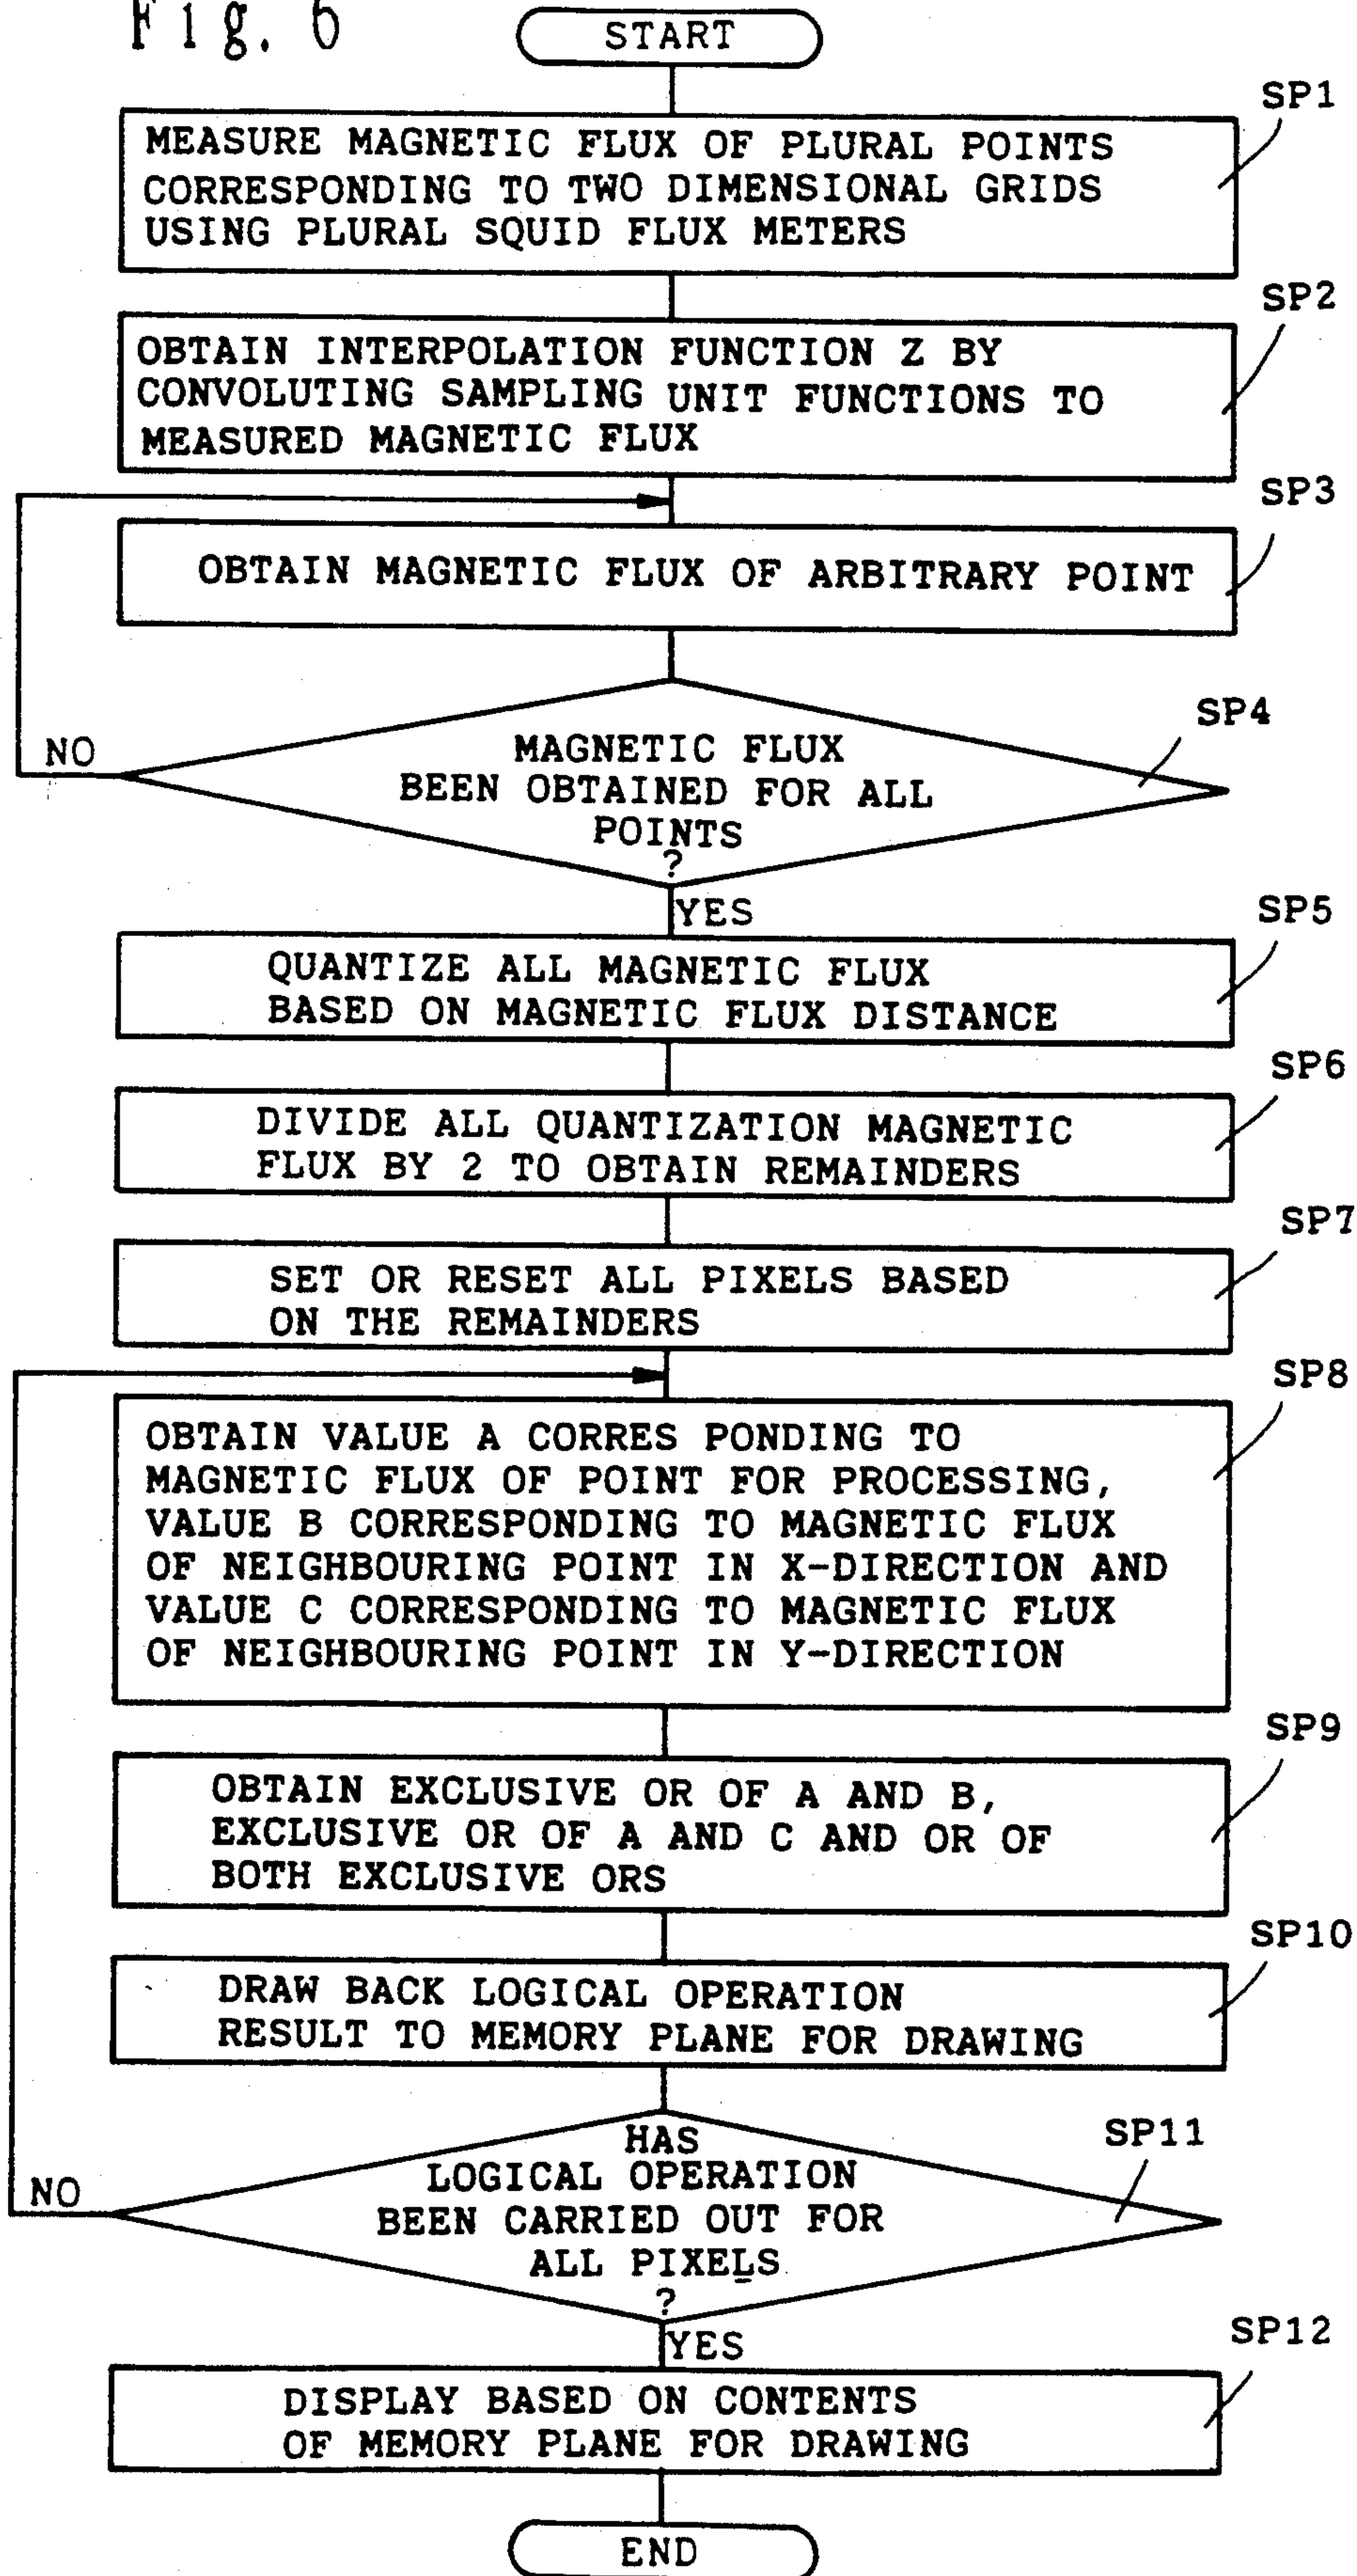 Fig. 6
START
SP1
MEASURE MAGNETIC FLUX OF PLURAL POINTS
CORRESPONDING TO TWO DIMENSIONAL GRIDS
USING PLURAL SQUID FLUX METERS
SP2
OBTAIN INTERPOLATION FUNCTION Z BY
CONVOLUTING SAMPLING UNIT FUNCTIONS TO
MEASURED MAGNETIC FLUX
SP3
OBTAIN MAGNETIC FLUX OF ARBITRARY POINT
SP4
NO
MAGNETIC FLUX
BEEN OBTAINED FOR ALL
POINTS
?
YES
SP5
QUANTIZE ALL MAGNETIC FLUX
BASED ON MAGNETIC FLUX DISTANCE
SP6
DIVIDE ALL QUANTIZATION MAGNETIC
FLUX BY 2 TO OBTAIN REMAINDERS
SP7
SET OR RESET ALL PIXELS BASED
ON THE REMAINDERS
SP8
OBTAIN VALUE A CORRES PONDING TO
MAGNETIC FLUX OF POINT FOR PROCESSING,
VALUE B CORRESPONDING TO MAGNETIC FLUX
OF NEIGHBOURING POINT IN X-DIRECTION AND
VALUE C CORRESPONDING TO MAGNETIC FLUX
OF NEIGHBOURING POINT IN Y-DIRECTION
SP9
OBTAIN EXCLUSIVE OR OF A AND B,
EXCLUSIVE OR OF A AND C AND OR OF
BOTH EXCLUSIVE ORS
SP10
DRAW BACK LOGICAL OPERATION
RESULT TO MEMORY PLANE FOR DRAWING
SP11
NO
HAS
LOGICAL OPERATION
BEEN CARRIED OUT FOR
ALL PIXELS
?
YES
SP12
DISPLAY BASED ON CONTENTS
OF MEMORY PLANE FOR DRAWING
END